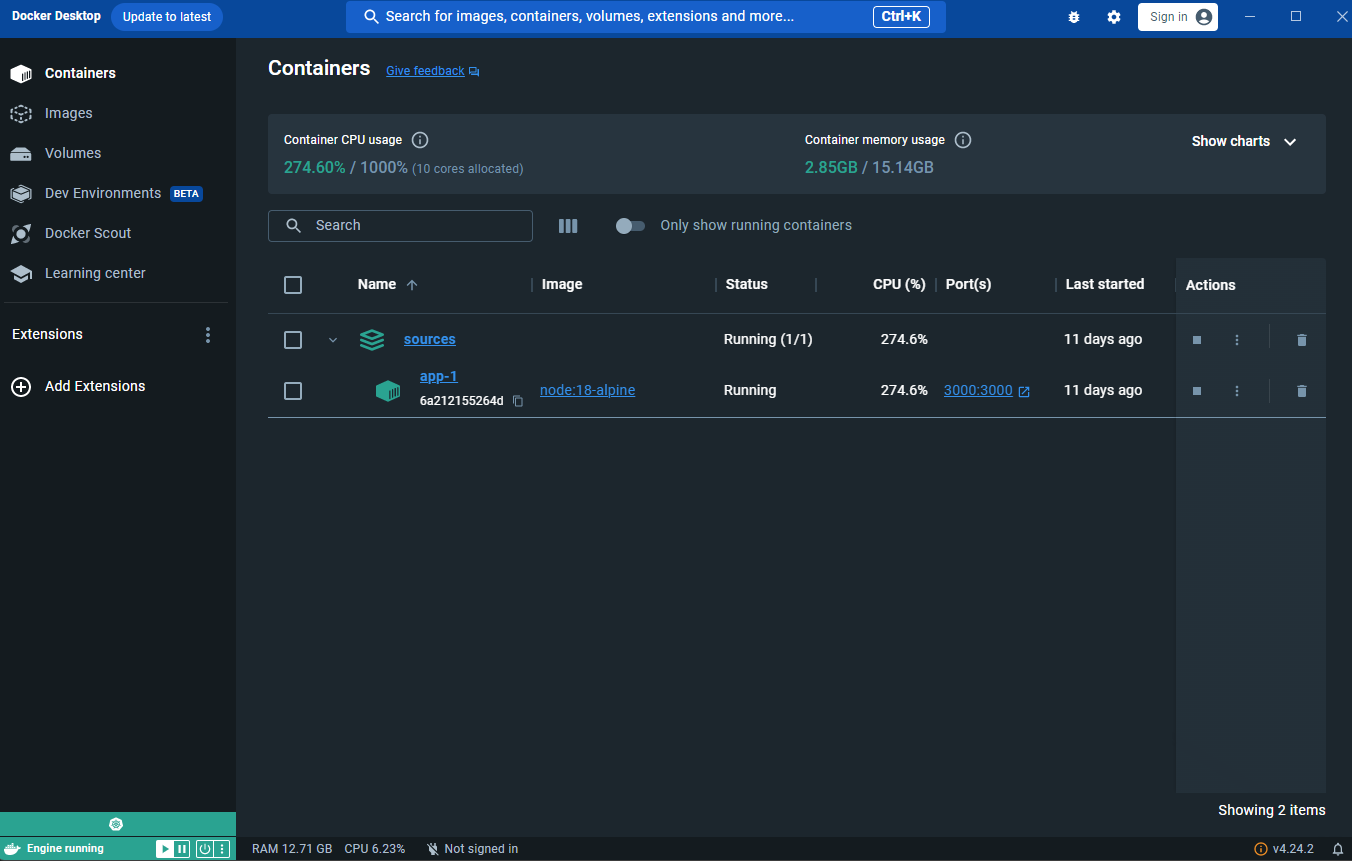 Docker Desktop Update to latest Search for images, containers, volumes, extensions and more... Ctrl+K Sign in
Containers
Images
Volumes
Dev Environments BETA
Docker Scout
Learning center
Extensions
Add Extensions
Containers Give feedback
Container CPU usage
274.60% / 1000% (10 cores allocated)
Container memory usage
2.85GB / 15.14GB
Show charts
Search
Only show running containers
Name Image Status CPU (%) Port(s) Last started Actions
sources Running (1/1) 274.6% 11 days ago
app-1
6a212155264d
node:18-alpine Running 274.6% 3000:3000 11 days ago
Showing 2 items
Engine running RAM 12.71 GB CPU 6.23% Not signed in v4.24.2